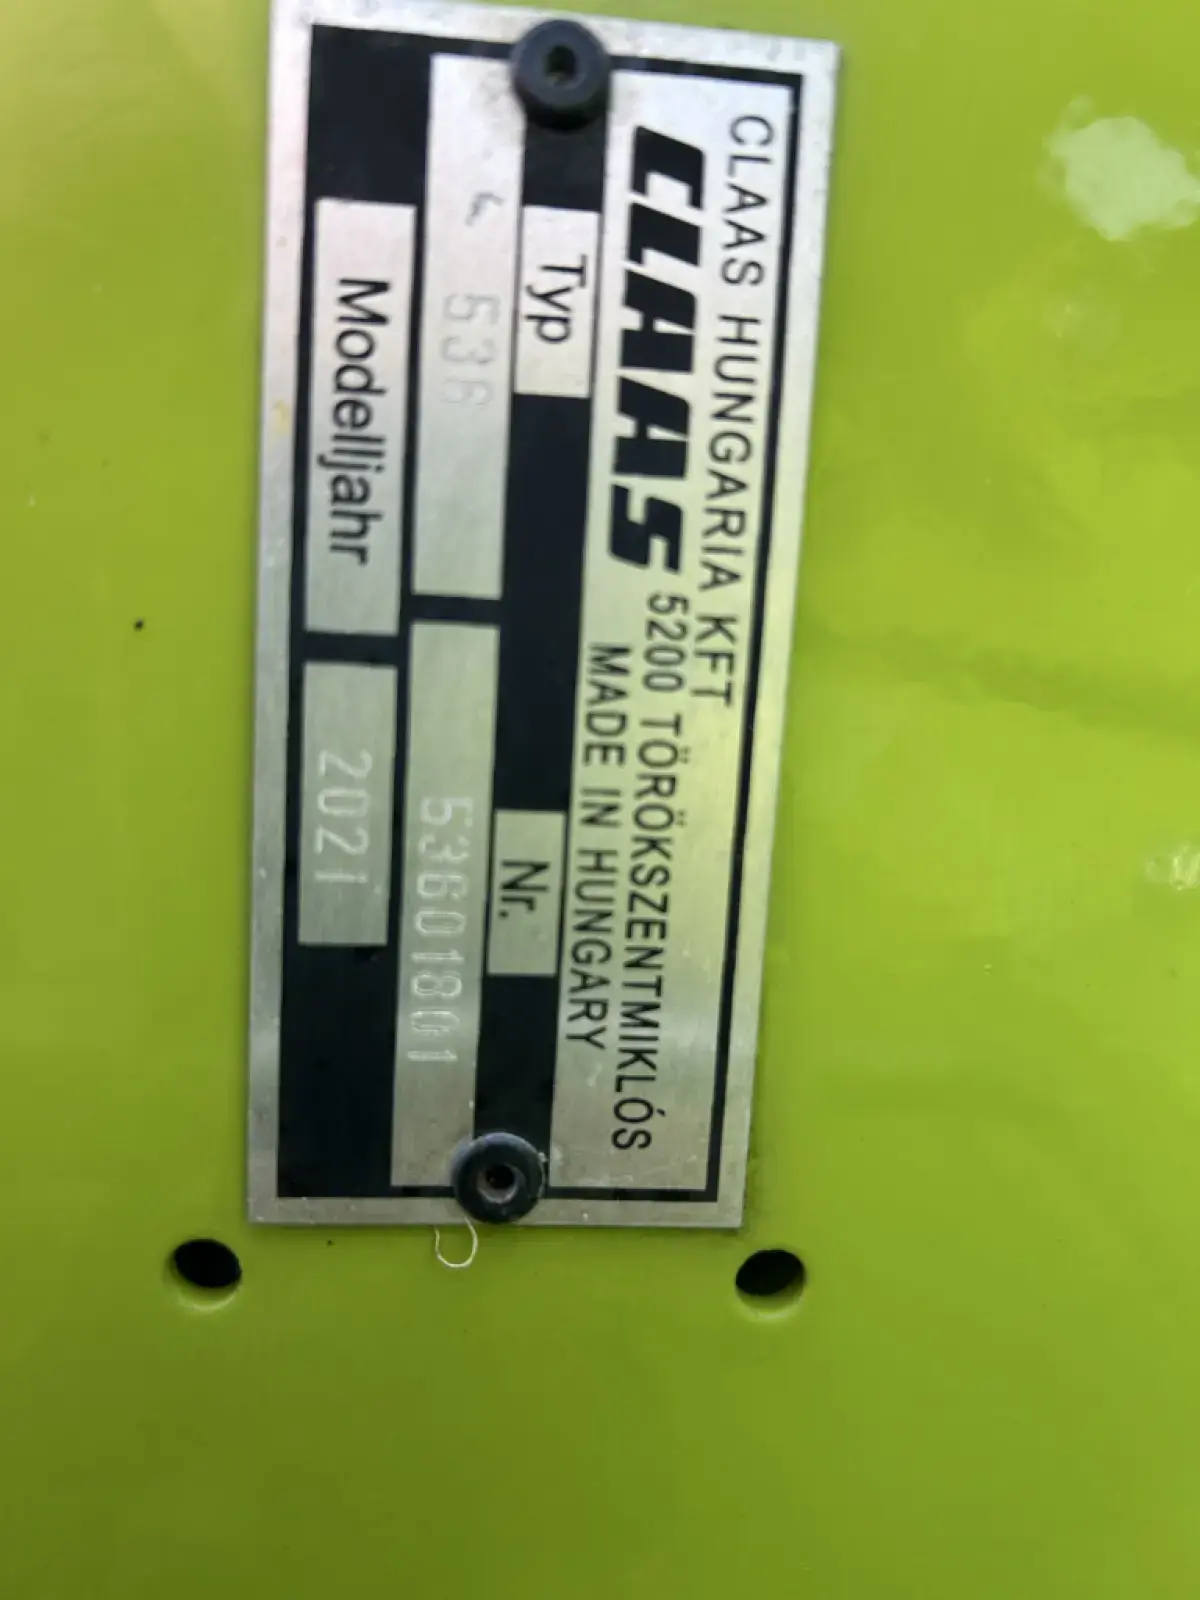 CLAAS HUNGARIA KFT
CLAAS 5200 TÖRÖKSZENTMIKLÓS
MADE IN HUNGARY
Typ Nr.
536 53601801
Modelljahr 2021